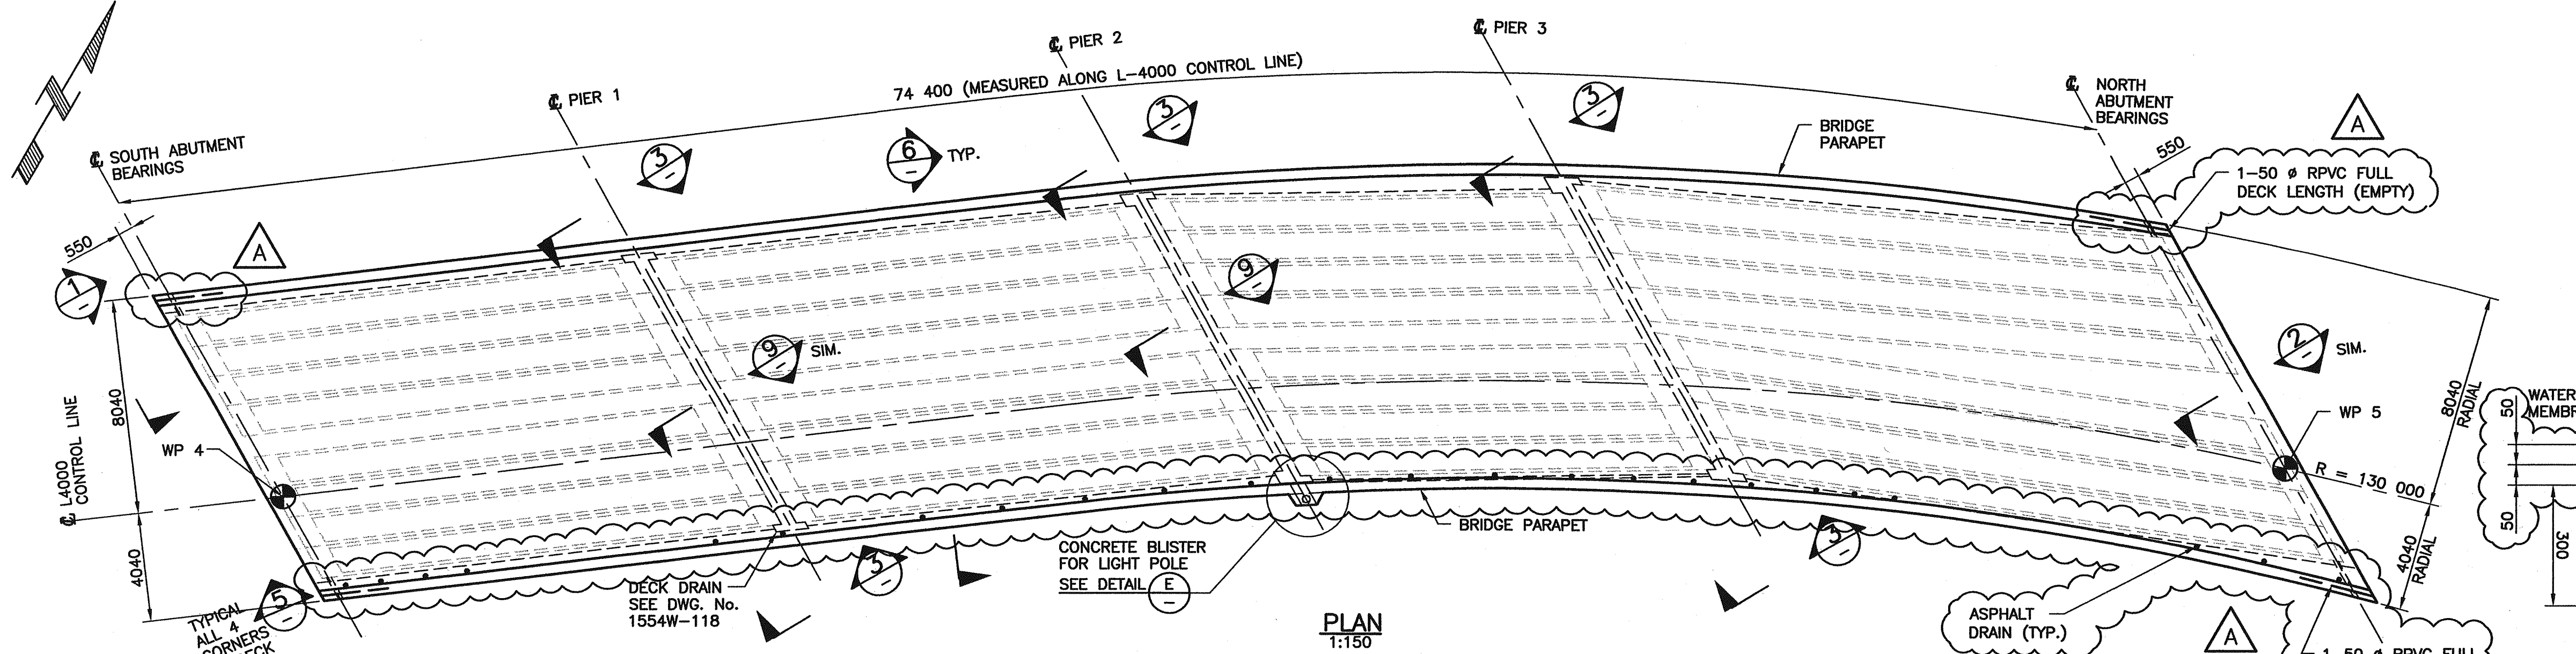 ℄ PIER 3
℄ PIER 2
74 400 (MEASURED ALONG L-4000 CONTROL LINE)
℄ PIER 1
℄ NORTH
ABUTMENT
BEARINGS
℄ SOUTH ABUTMENT
BEARINGS
3
–
3
–
3
–
6
–
TYP.
BRIDGE
PARAPET
A
550
1-50 ø RPVC FULL
DECK LENGTH (EMPTY)
550
A
1
–
9
–
9
–
SIM.
2
–
SIM.
8040
℄ L4000
CONTROL LINE
WP 4
4040
8040
RADIAL
WP 5
R = 130 000
4040
RADIAL
50
WATER
MEMBR
50
300
BRIDGE PARAPET
CONCRETE BLISTER
FOR LIGHT POLE
SEE DETAIL
E
–
3
–
3
–
5
–
TYPICAL
ALL 4
CORNERS
DECK DRAIN
SEE DWG. No.
1554W-118
PLAN
1:150
ASPHALT
DRAIN (TYP.)
A
1-50 ø RPVC FULL